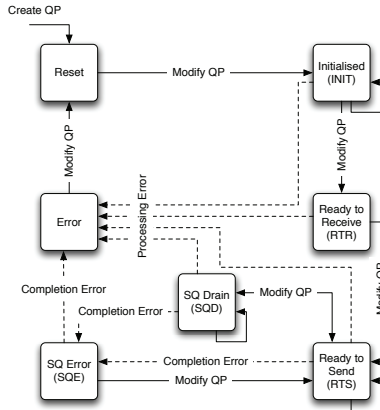 Create QP
Reset
Modify QP
Initialised
(INIT)
Modify QP
Modify QP
Processing Error
Error
Ready to
Receive
(RTR)
Completion Error
SQ Drain
(SQD)
Modify QP
Modify QP
Completion Error
SQ Error
(SQE)
Completion Error
Modify QP
Ready to
Send
(RTS)